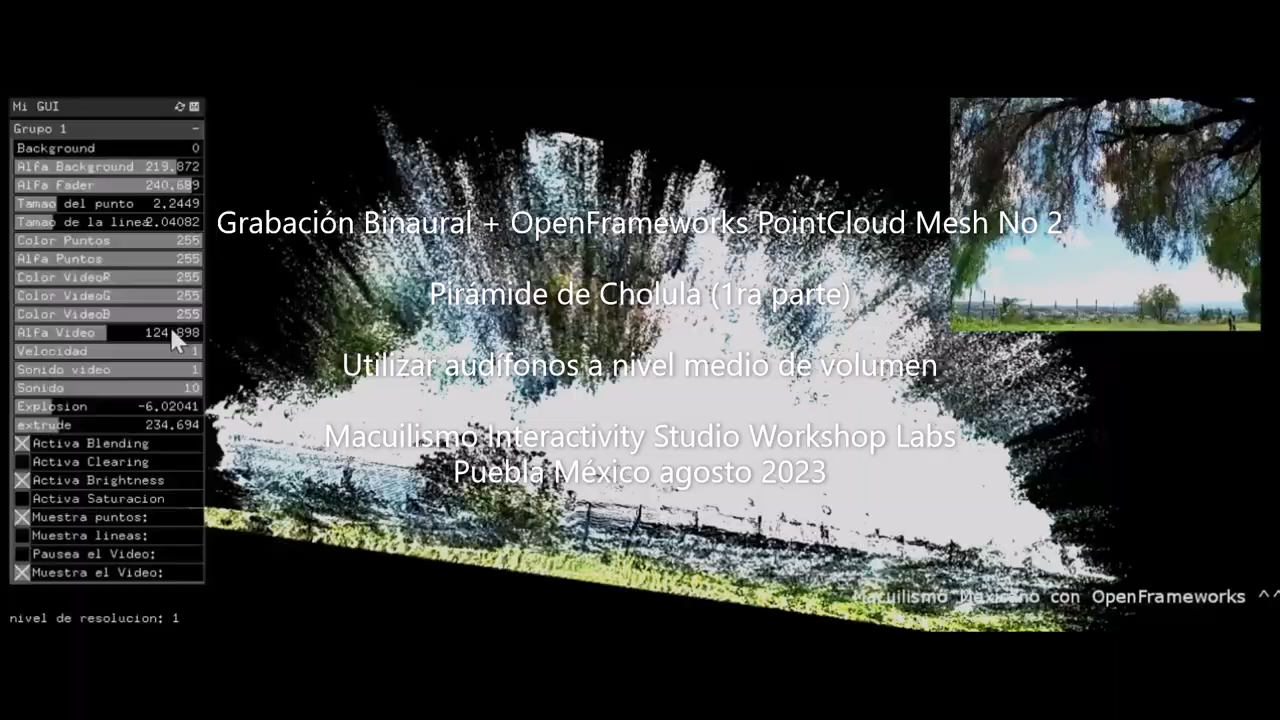 Mi GUI
Grupo 1 -
Background 0
Alfa Background 219.872
Alfa Fader 240.689
Tamao del punto 2.2449
Tamao de la linea 2.04082
Color Puntos 255
Alfa Puntos 255
Color VideoR 255
Color VideoG 255
Color VideoB 255
Alfa Video 124.898
Velocidad 1
Sonido video 1
Sonido 10
Explosion -6.02041
extrude 234.694
Activa Blending
Activa Clearing
Activa Brightness
Activa Saturacion
Muestra puntos:
Muestra lineas:
Pausea el Video:
Muestra el Video:
nivel de resolucion: 1
Grabación Binaural + OpenFrameworks PointCloud Mesh No 2
Pirámide de Cholula (1ra parte)
Utilizar audífonos a nivel medio de volumen
Macuilismo Interactivity Studio Workshop Labs
Puebla México agosto 2023
Macuilismo Mexicano con OpenFrameworks ^^